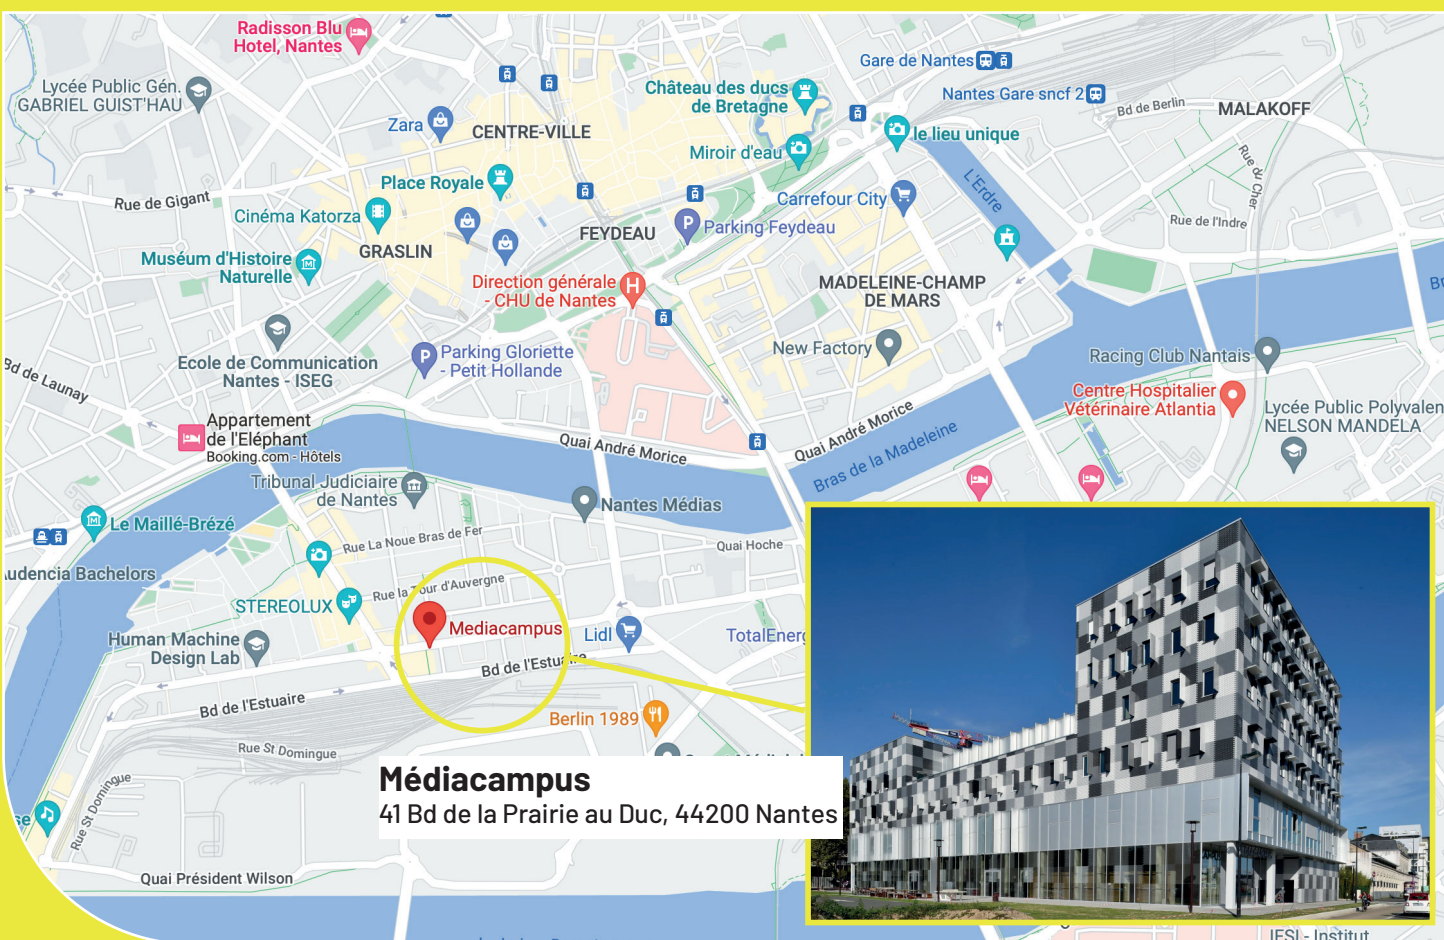 Radisson Blu
Hotel, Nantes
Gare de Nantes
Lycée Public Gén.
GABRIEL GUIST'HAU
Château des ducs
de Bretagne
Nantes Gare sncf 2
Bd de Berlin
MALAKOFF
Zara
CENTRE-VILLE
le lieu unique
Miroir d'eau
Rue du Cher
Place Royale
L'Erdre
Rue de Gigant
Carrefour City
Cinéma Katorza
Rue de l'Indre
FEYDEAU
Parking Feydeau
GRASLIN
Muséum d'Histoire
Naturelle
Direction générale
- CHU de Nantes
MADELEINE-CHAMP
DE MARS
Br
New Factory
Racing Club Nantais
Parking Gloriette
- Petit Hollande
Ecole de Communication
Nantes - ISEG
Bd de Launay
Centre Hospitalier
Vétérinaire Atlantia
Lycée Public Polyvalen
NELSON MANDELA
Appartement
de l'Eléphant
Booking.com - Hôtels
Quai André Morice
Quai André Morice
Bras de la Madeleine
Tribunal Judiciaire
de Nantes
Nantes Médias
Le Maillé-Brézé
Rue La Noue Bras de Fer
Quai Hoche
udencia Bachelors
Rue la Tour d'Auvergne
STEREOLUX
Mediacampus
Lidl
TotalEnerg
Human Machine
Design Lab
Bd de l'Estuaire
Bd de l'Estuaire
Berlin 1989
Rue St Domingue
Rue St Domingue
se
Médiacampus
41 Bd de la Prairie au Duc, 44200 Nantes
Quai Président Wilson
IFSI - Institut